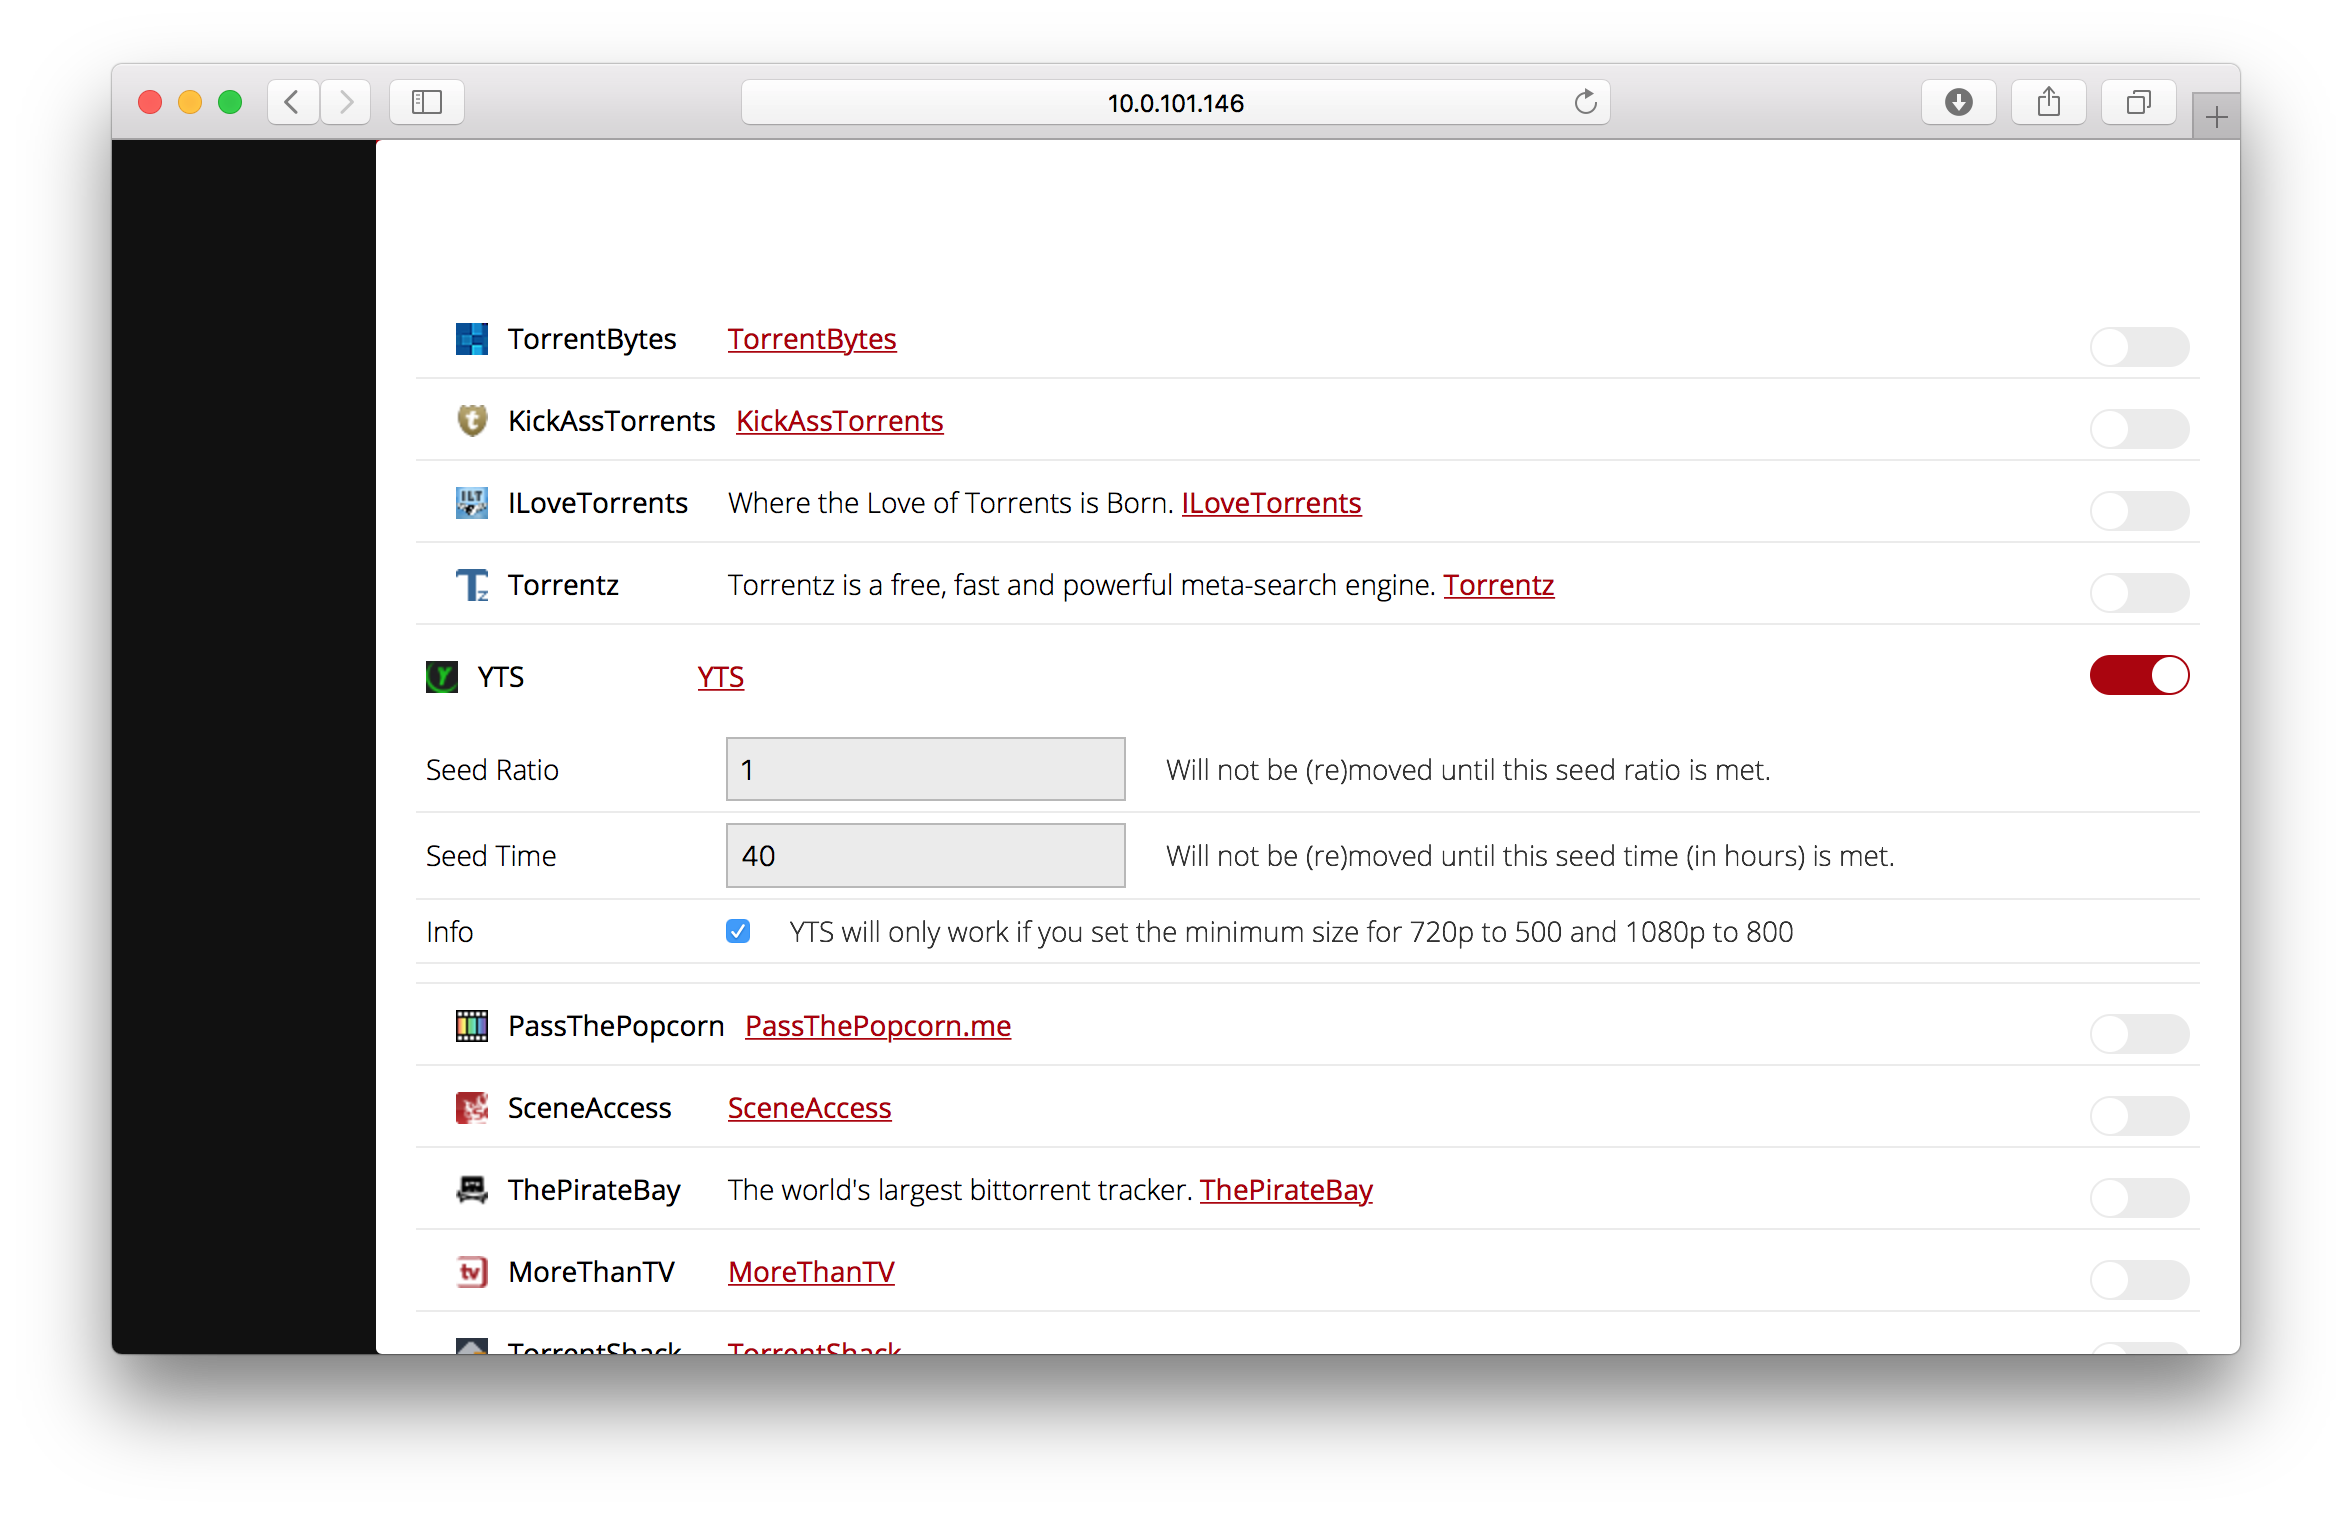 10.0.101.146
TorrentBytes TorrentBytes
KickAssTorrents KickAssTorrents
ILoveTorrents Where the Love of Torrents is Born. ILoveTorrents
Torrentz Torrentz is a free, fast and powerful meta-search engine. Torrentz
YTS YTS
Seed Ratio 1 Will not be (re)moved until this seed ratio is met.
Seed Time 40 Will not be (re)moved until this seed time (in hours) is met.
Info YTS will only work if you set the minimum size for 720p to 500 and 1080p to 800
PassThePopcorn PassThePopcorn.me
SceneAccess SceneAccess
ThePirateBay The world's largest bittorrent tracker. ThePirateBay
MoreThanTV MoreThanTV
TorrentShack TorrentShack